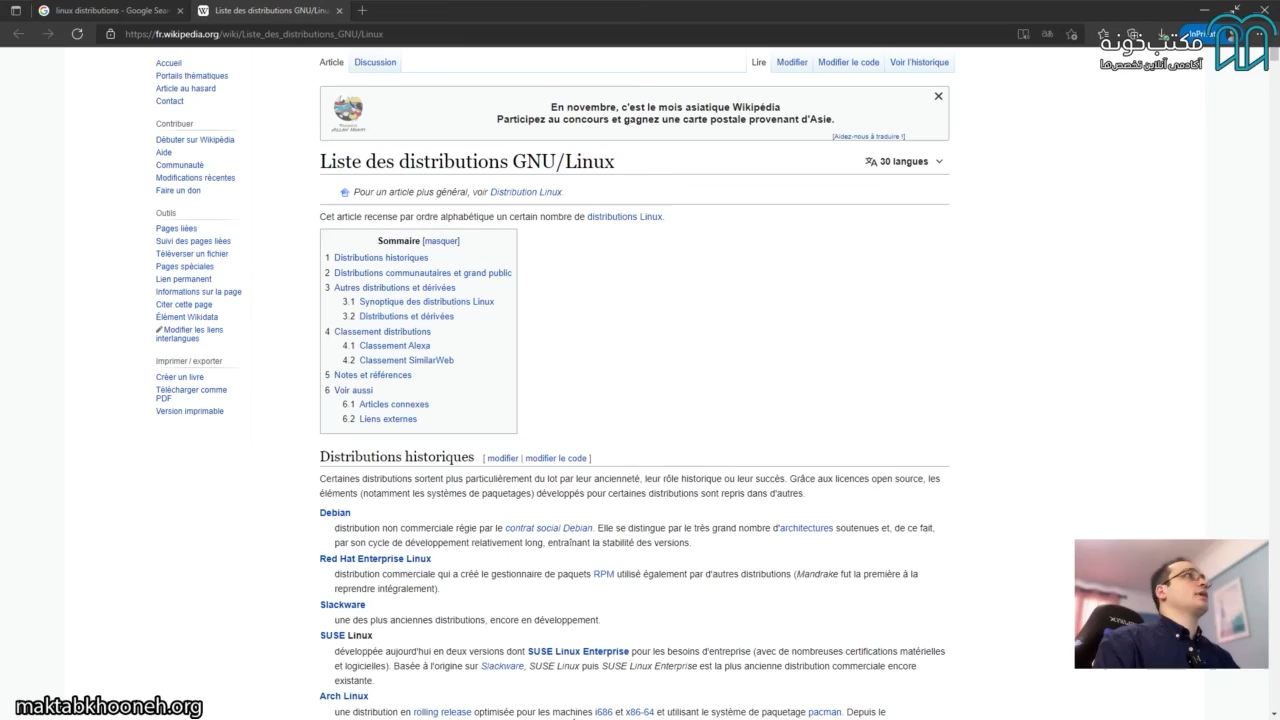 linux distributions - Google Sear
Liste des distributions GNU/Linu
https://fr.wikipedia.org/wiki/Liste_des_distributions_GNU/Linux
مکتب خونه
آکادمی آنلاین تخصص‌ها
Accueil
Portails thématiques
Article au hasard
Contact
Contribuer
Débuter sur Wikipédia
Aide
Communauté
Modifications récentes
Faire un don
Outils
Pages liées
Suivi des pages liées
Téléverser un fichier
Pages spéciales
Lien permanent
Informations sur la page
Citer cette page
Élément Wikidata
Modifier les liens
interlangues
Imprimer / exporter
Créer un livre
Télécharger comme
PDF
Version imprimable
Article Discussion Lire Modifier Modifier le code Voir l'historique
En novembre, c'est le mois asiatique Wikipédia
Participez au concours et gagnez une carte postale provenant d'Asie.
[Aidez-nous à traduire !]
Liste des distributions GNU/Linux
30 langues
Pour un article plus général, voir Distribution Linux.
Cet article recense par ordre alphabétique un certain nombre de distributions Linux.
Sommaire [masquer]
1 Distributions historiques
2 Distributions communautaires et grand public
3 Autres distributions et dérivées
3.1 Synoptique des distributions Linux
3.2 Distributions et dérivées
4 Classement distributions
4.1 Classement Alexa
4.2 Classement SimilarWeb
5 Notes et références
6 Voir aussi
6.1 Articles connexes
6.2 Liens externes
Distributions historiques [ modifier | modifier le code ]
Certaines distributions sortent plus particulièrement du lot par leur ancienneté, leur rôle historique ou leur succès. Grâce aux licences open source, les
éléments (notamment les systèmes de paquetages) développés pour certaines distributions sont repris dans d'autres.
Debian
distribution non commerciale régie par le contrat social Debian. Elle se distingue par le très grand nombre d'architectures soutenues et, de ce fait,
par son cycle de développement relativement long, entraînant la stabilité des versions.
Red Hat Enterprise Linux
distribution commerciale qui a créé le gestionnaire de paquets RPM utilisé également par d'autres distributions (Mandrake fut la première à la
reprendre intégralement).
Slackware
une des plus anciennes distributions, encore en développement.
SUSE Linux
développée aujourd'hui en deux versions dont SUSE Linux Enterprise pour les besoins d'entreprise (avec de nombreuses certifications matérielles
et logicielles). Basée à l'origine sur Slackware, SUSE Linux puis SUSE Linux Enterprise est la plus ancienne distribution commerciale encore
existante.
Arch Linux
une distribution en rolling release optimisée pour les machines i686 et x86-64 et utilisant le système de paquetage pacman. Depuis le
maktabkhooneh.org